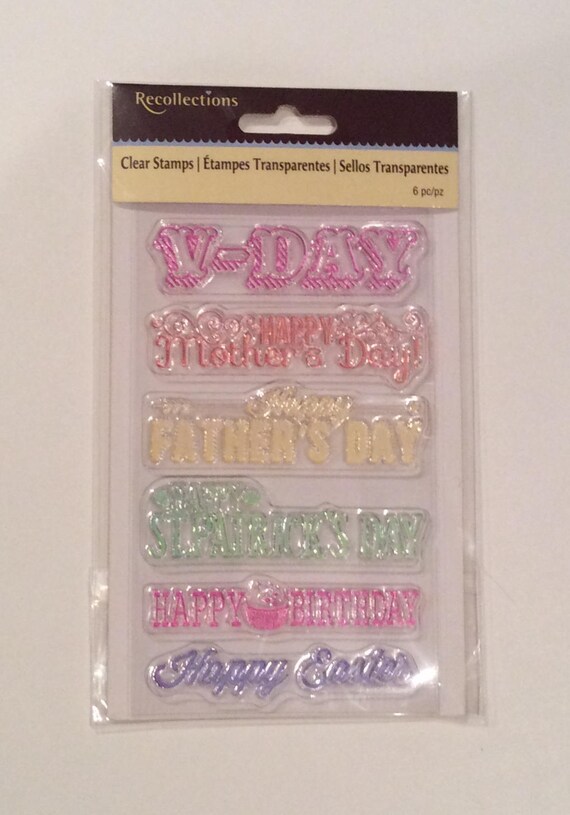 Recollections
Clear Stamps | Étampes Transparentes | Sellos Transparentes
6 pc/pz
V-DAY
HAPPY
Mother's Day!
Happy
FATHER'S DAY
HAPPY
ST. PATRICK'S DAY
HAPPY BIRTHDAY
Happy Easter